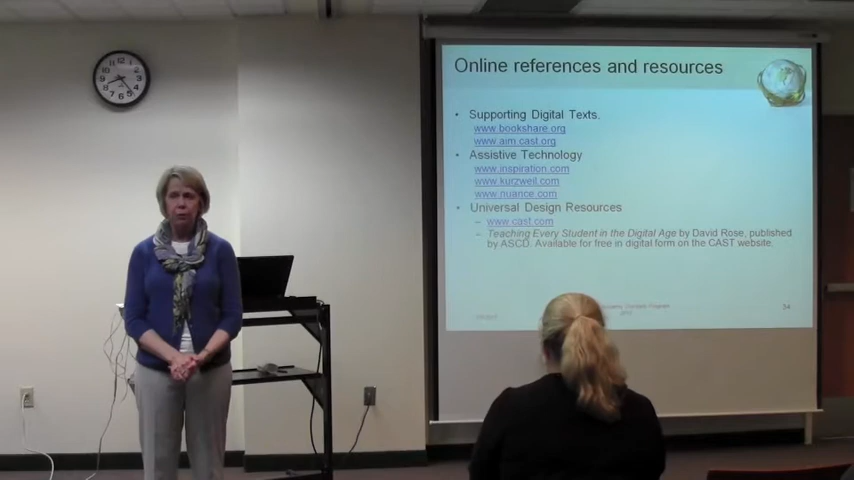 Online references and resources
• Supporting Digital Texts.
www.bookshare.org
www.aim.cast.org
• Assistive Technology
www.inspiration.com
www.kurzweil.com
www.nuance.com
• Universal Design Resources
– www.cast.com
– Teaching Every Student in the Digital Age by David Rose, published
by ASCD. Available for free in digital form on the CAST website.
34